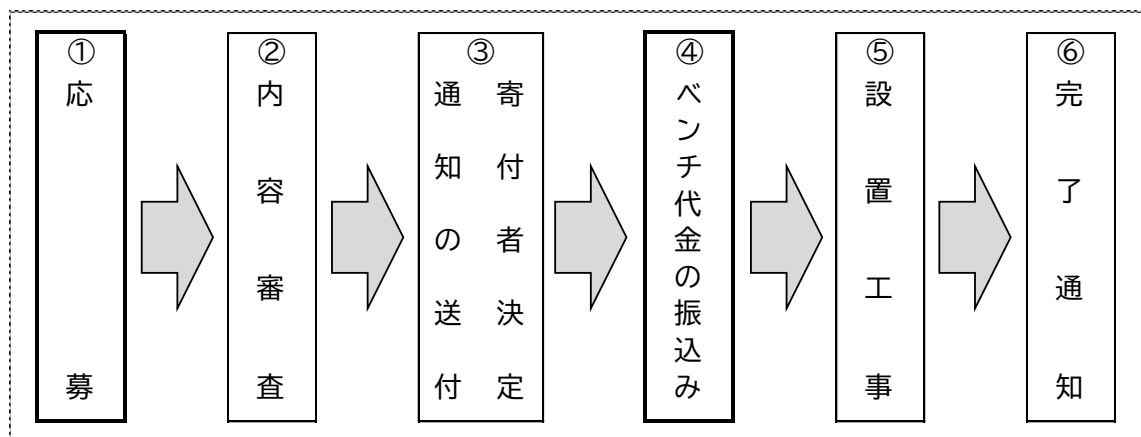 ①
応募
②
内容審査
③
寄付者決定
通知の送付
④
ベンチ代金の振込み
⑤
設置工事
⑥
完了通知